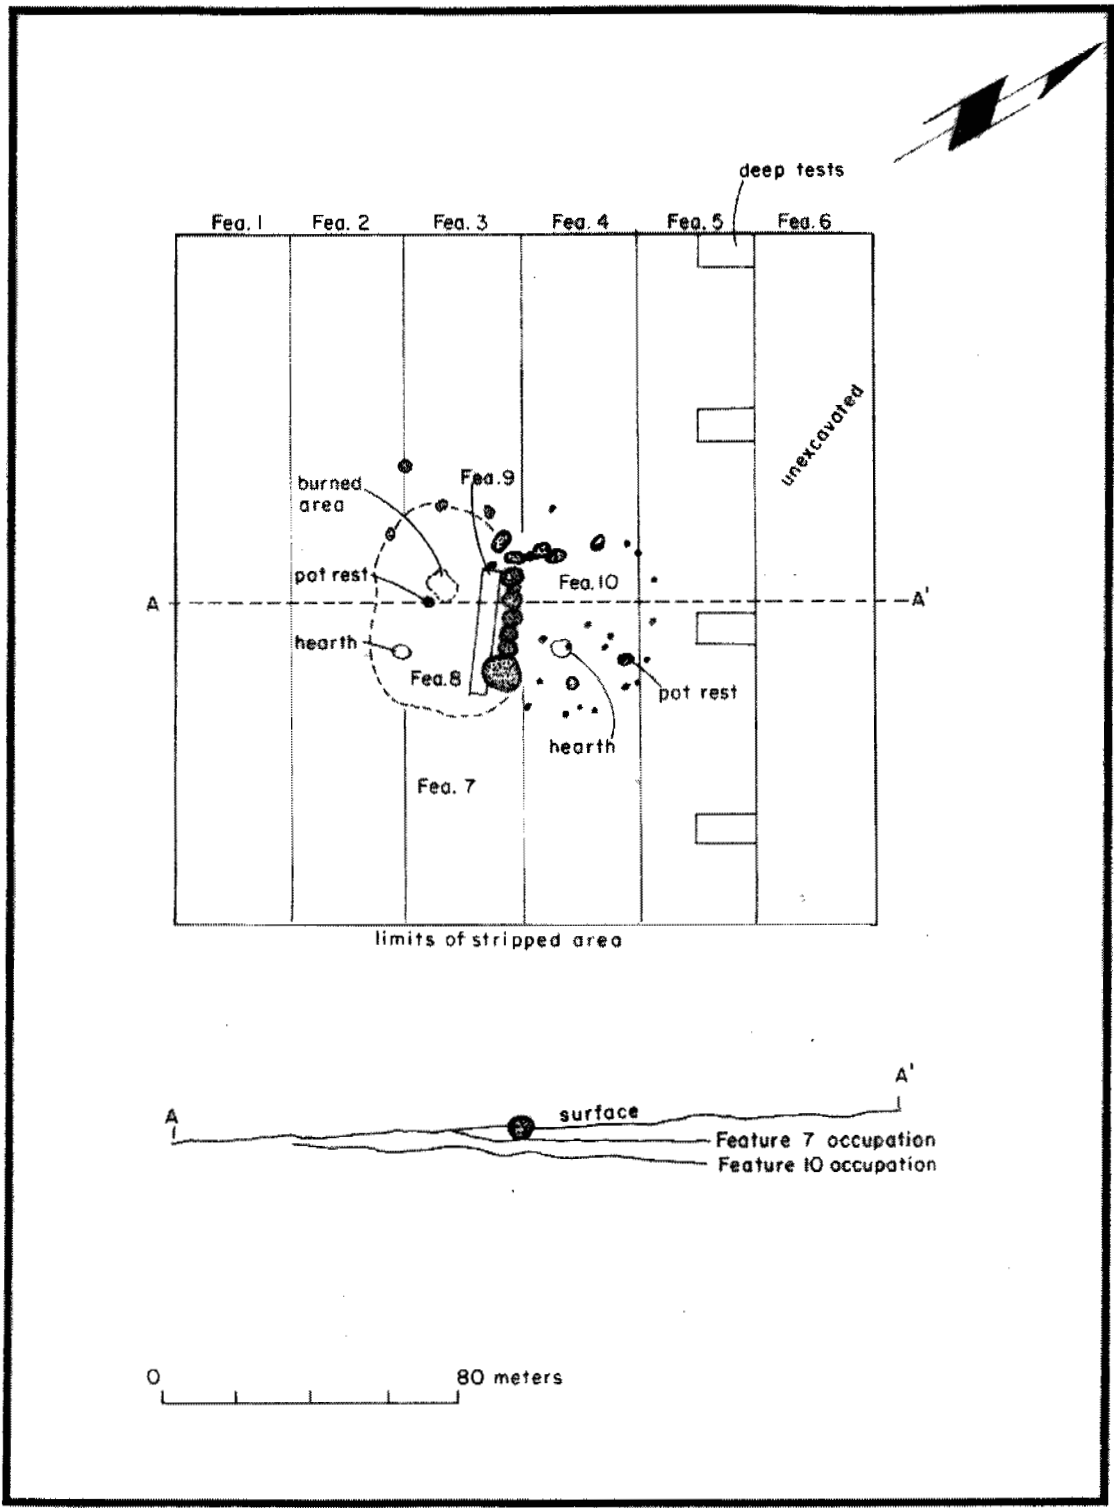 deep tests
Fea. 1 Fea. 2 Fea. 3 Fea. 4 Fea. 5 Fea. 6
unexcavated
burned
area
Fea. 9
pot rest
Fea. 10
A
A'
hearth
Fea. 8
pot rest
hearth
Fea. 7
limits of stripped area
A'
A
surface
Feature 7 occupation
Feature 10 occupation
0 80 meters